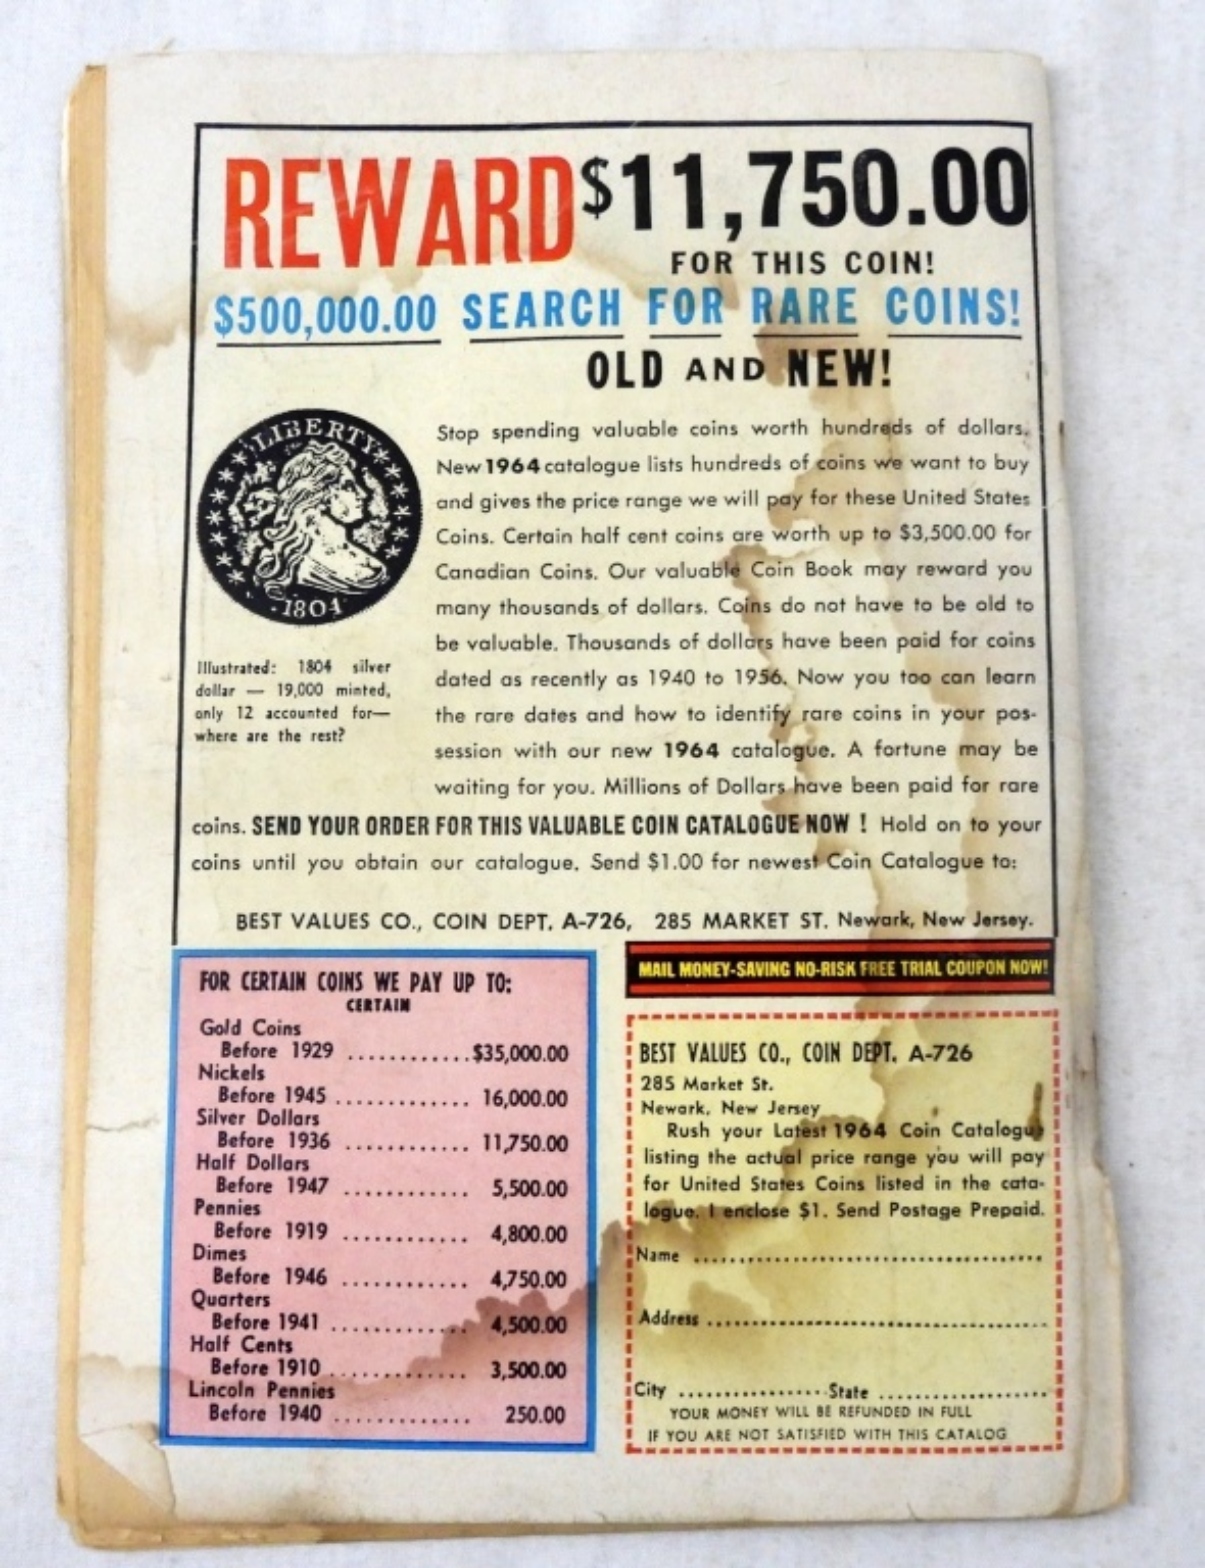 REWARD $11,750.00
FOR THIS COIN!
$500,000.00 SEARCH FOR RARE COINS!
OLD AND NEW!
LIBERTY
1804
Illustrated: 1804 silver
dollar — 19,000 minted,
only 12 accounted for—
where are the rest?
Stop spending valuable coins worth hundreds of dollars.
New 1964 catalogue lists hundreds of coins we want to buy
and gives the price range we will pay for these United States
Coins. Certain half cent coins are worth up to $3,500.00 for
Canadian Coins. Our valuable Coin Book may reward you
many thousands of dollars. Coins do not have to be old to
be valuable. Thousands of dollars have been paid for coins
dated as recently as 1940 to 1956. Now you too can learn
the rare dates and how to identify rare coins in your pos-
session with our new 1964 catalogue. A fortune may be
waiting for you. Millions of Dollars have been paid for rare
coins. SEND YOUR ORDER FOR THIS VALUABLE COIN CATALOGUE NOW ! Hold on to your
coins until you obtain our catalogue. Send $1.00 for newest Coin Catalogue to:
BEST VALUES CO., COIN DEPT. A-726, 285 MARKET ST. Newark, New Jersey.
FOR CERTAIN COINS WE PAY UP TO:
CERTAIN
Gold Coins
Before 1929 ............ $35,000.00
Nickels
Before 1945 ............. 16,000.00
Silver Dollars
Before 1936 ............ 11,750.00
Half Dollars
Before 1947 ............ 5,500.00
Pennies
Before 1919 ............ 4,800.00
Dimes
Before 1946 ............ 4,750.00
Quarters
Before 1941 ............. 4,500.00
Half Cents
Before 1910 ............. 3,500.00
Lincoln Pennies
Before 1940 ............. 250.00
MAIL MONEY-SAVING NO-RISK FREE TRIAL COUPON NOW!
BEST VALUES CO., COIN DEPT. A-726
285 Market St.
Newark, New Jersey
Rush your Latest 1964 Coin Catalogue
listing the actual price range you will pay
for United States Coins listed in the cata-
logue. I enclose $1. Send Postage Prepaid.
Name ........................................
Address ........................................
City .................. State ....................
YOUR MONEY WILL BE REFUNDED IN FULL
IF YOU ARE NOT SATISFIED WITH THIS CATALOG